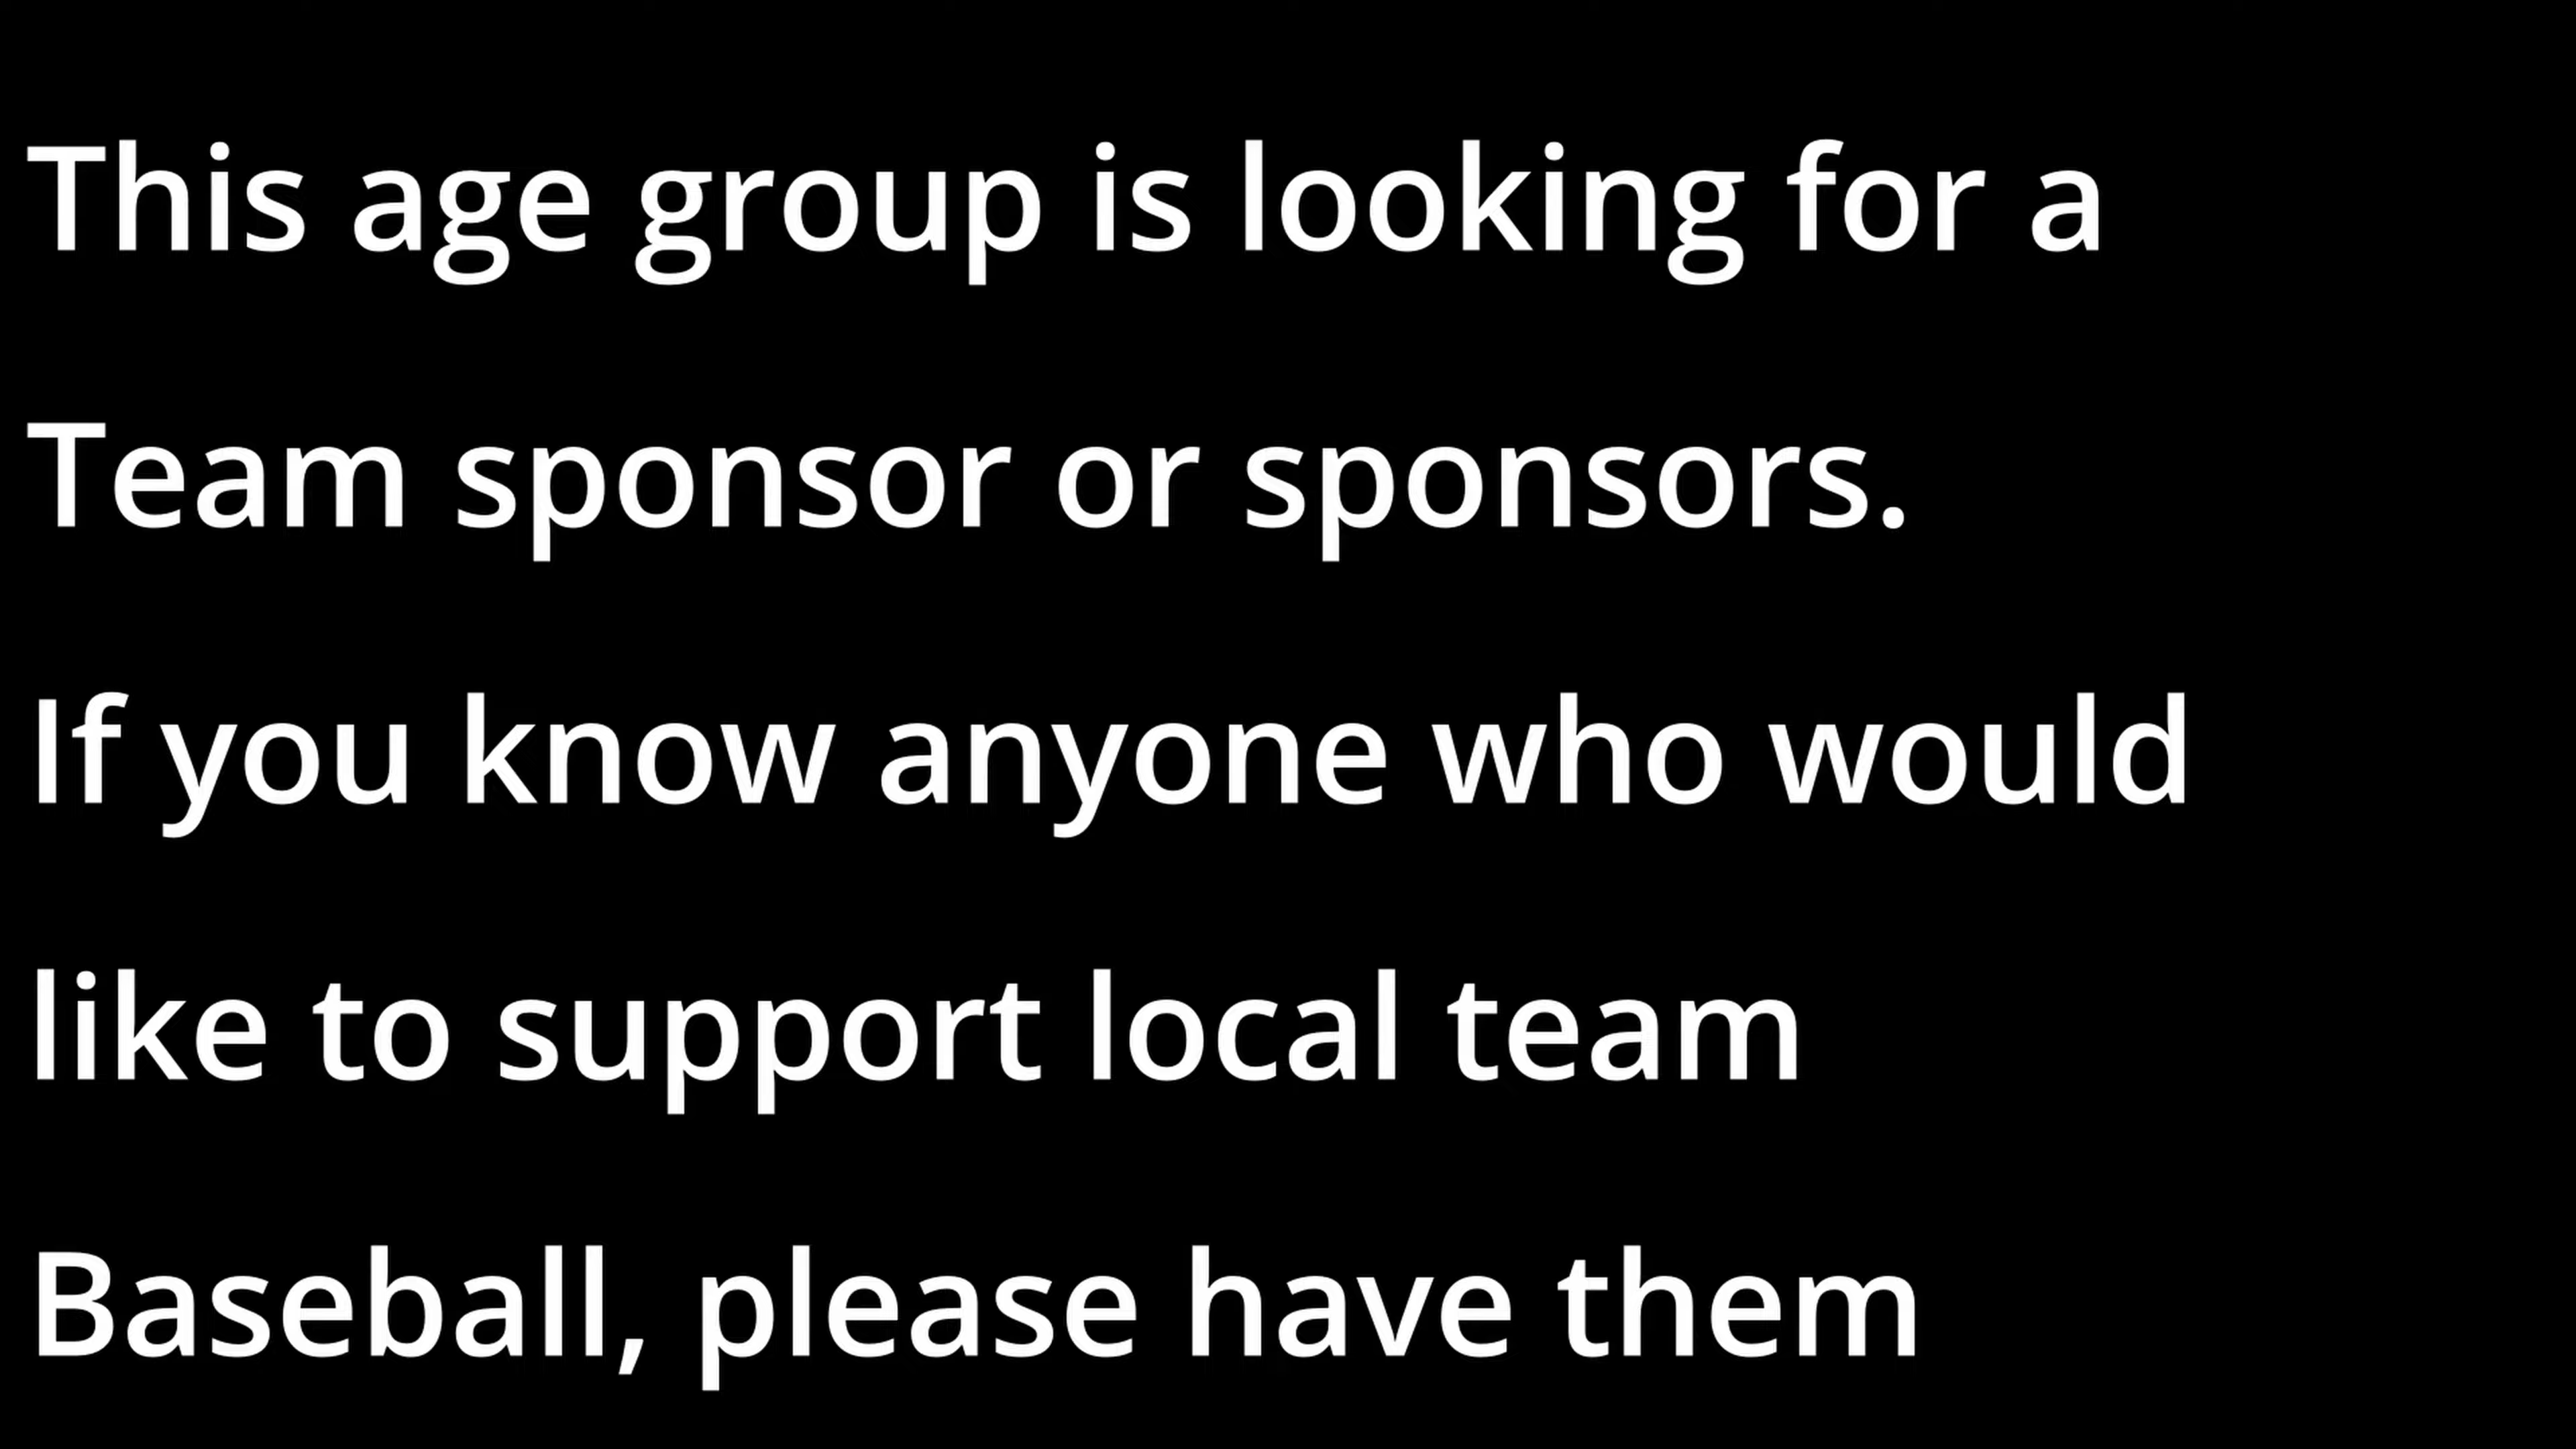 This age group is looking for a
Team sponsor or sponsors.
If you know anyone who would
like to support local team
Baseball, please have them